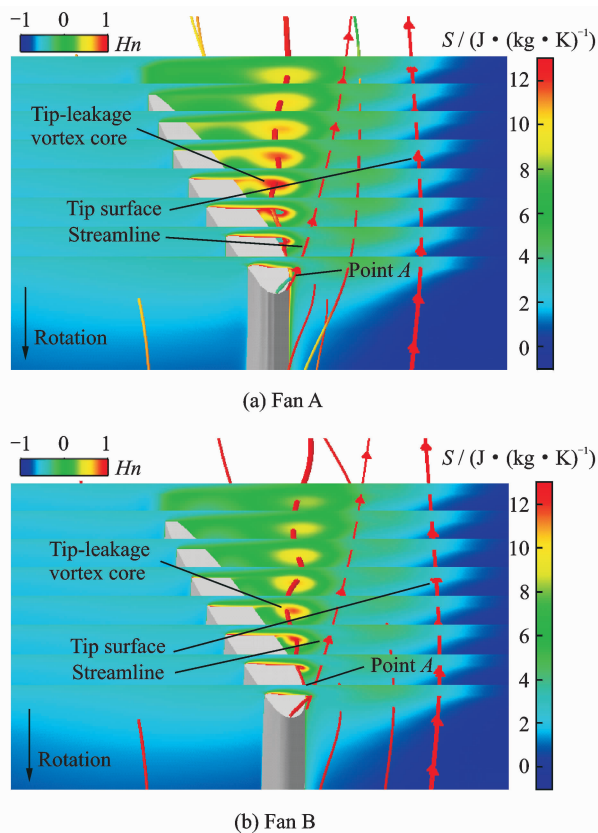 −1 0 1
Hn
S / (J · (kg · K)⁻¹
12
10
8
6
4
2
0
Tip-leakage
vortex core
Tip surface
Streamline
Point A
Rotation
(a) Fan A
−1 0 1
Hn
S / (J · (kg · K)⁻¹
12
10
8
6
4
2
0
Tip-leakage
vortex core
Tip surface
Streamline
Point A
Rotation
(b) Fan B